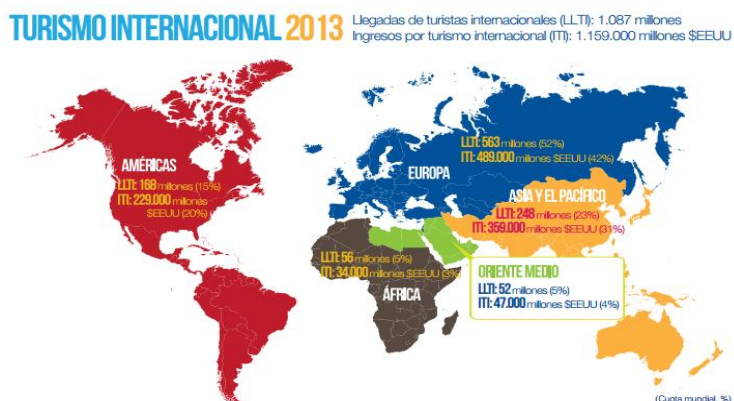 TURISMO INTERNACIONAL 2013
Llegadas de turistas internacionales (LLTI): 1.087 millones
Ingresos por turismo internacional (ITI): 1.159.000 millones $EEUU
AMÉRICAS
LLTI: 168 millones (15%)
ITI: 229.000 millones
$EEUU (20%)
EUROPA
LLTI: 563 millones (52%)
ITI: 489.000 millones $EEUU (42%)
ASIA Y EL PACÍFICO
LLTI: 248 millones (23%)
ITI: 359.000 millones $EEUU (31%)
LLTI: 56 millones (5%)
ITI: 34.000 millones $EEUU (3%)
ÁFRICA
ORIENTE MEDIO
LLTI: 52 millones (5%)
ITI: 47.000 millones $EEUU (4%)
(Cuota mundial, %)